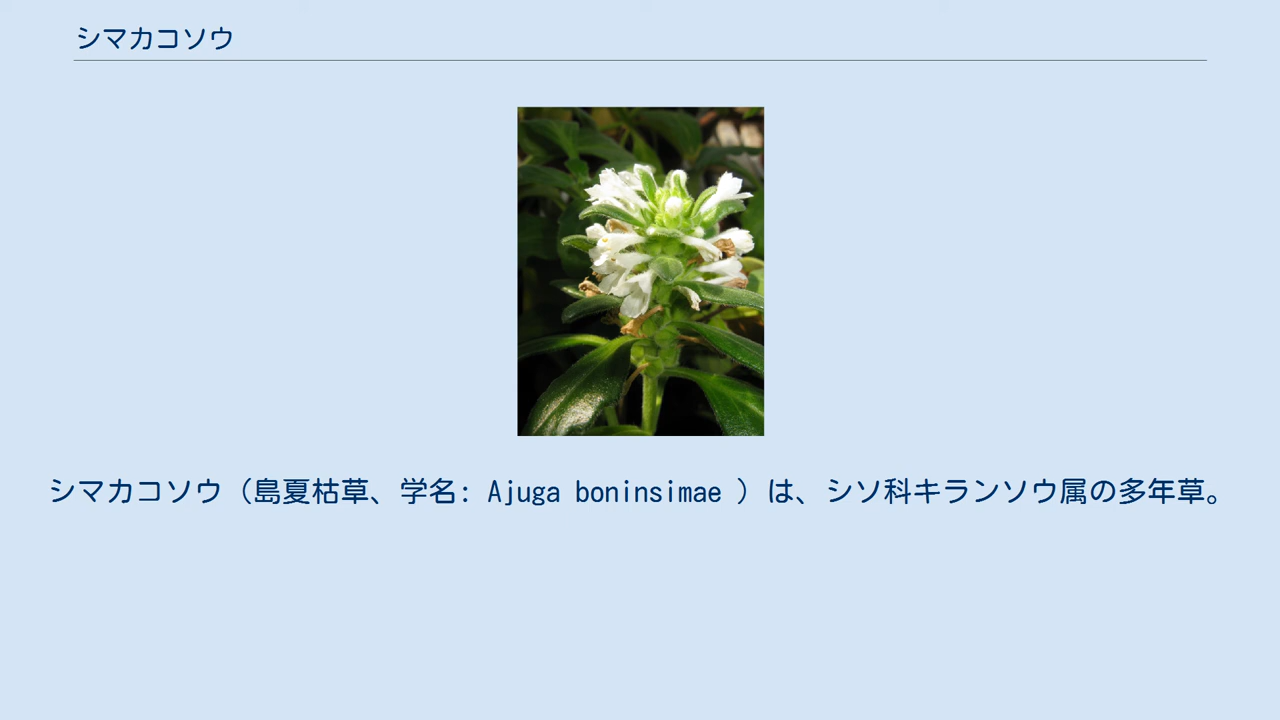 シマカコソウ
シマカコソウ（島夏枯草、学名: Ajuga boninsimae ）は、シソ科キランソウ属の多年草。